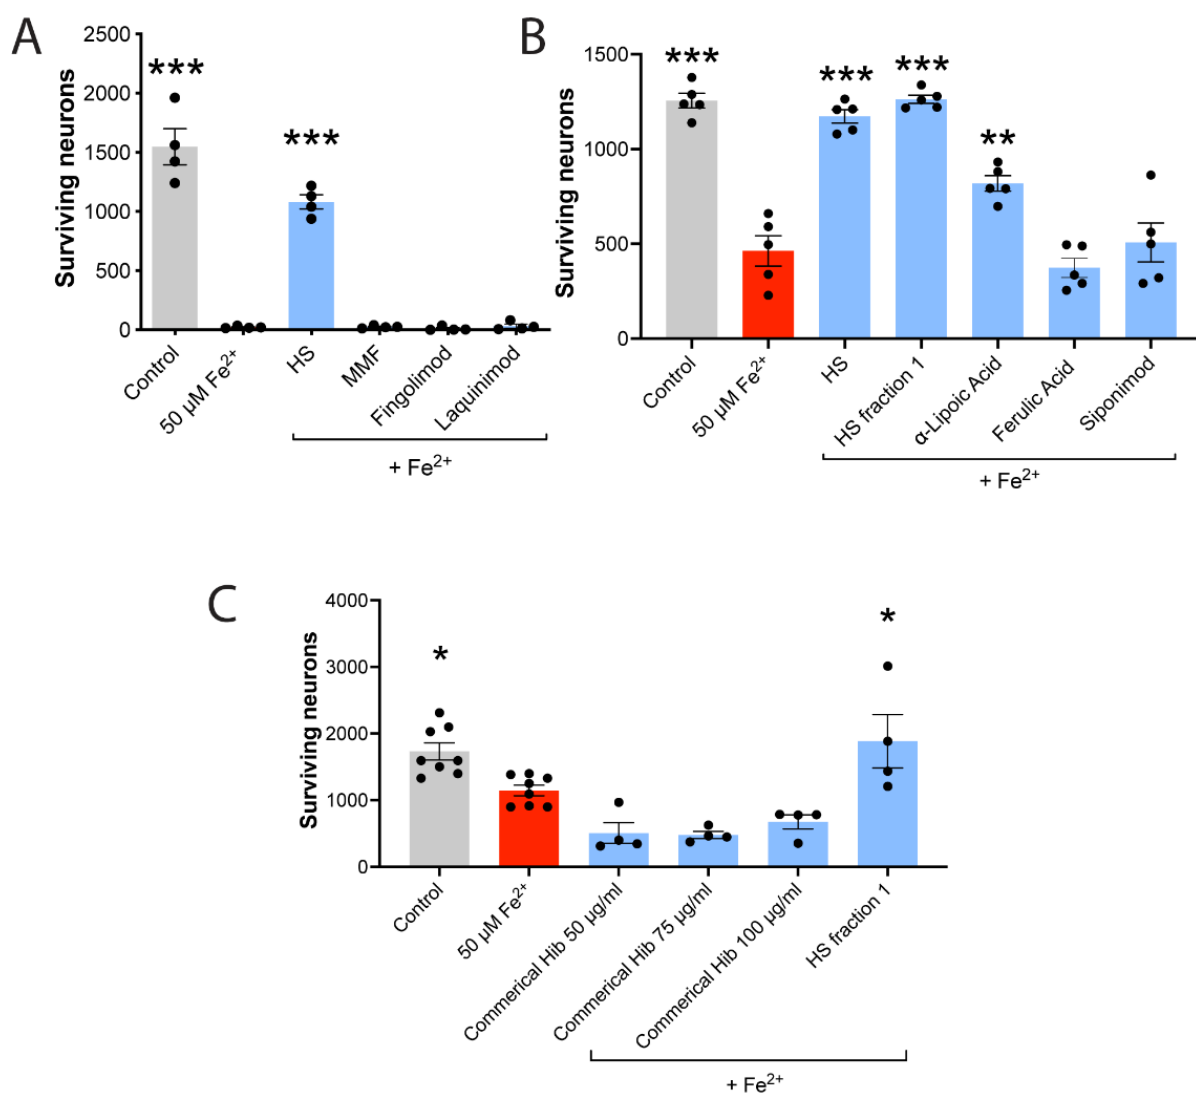 A
Surviving neurons
2500
2000
1500
1000
500
0
***
***
Control
50 µM Fe²⁺
HS
MMF
Fingolimod
Laquinimod
+ Fe²⁺
B
Surviving neurons
1500
1000
500
0
***
***
***
**
Control
50 µM Fe²⁺
HS
HS fraction 1
α-Lipoic Acid
Ferulic Acid
Siponimod
+ Fe²⁺
C
Surviving neurons
4000
3000
2000
1000
0
*
*
Control
50 µM Fe²⁺
Commerical Hib 50 µg/ml
Commerical Hib 75 µg/ml
Commerical Hib 100 µg/ml
HS fraction 1
+ Fe²⁺